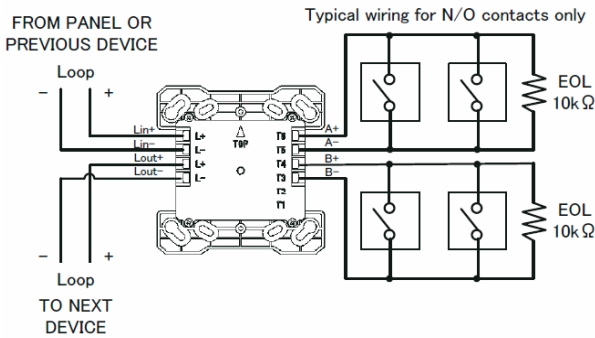 FROM PANEL OR
PREVIOUS DEVICE
Typical wiring for N/O contacts only
Loop
- +
EOL
10kΩ
Lin+
Lin-
Lout+
Lout-
L+
L-
L+
L-
TOP
T6
T5
T4
T3
T2
T1
A+
A-
B+
B-
EOL
10kΩ
- +
Loop
TO NEXT
DEVICE